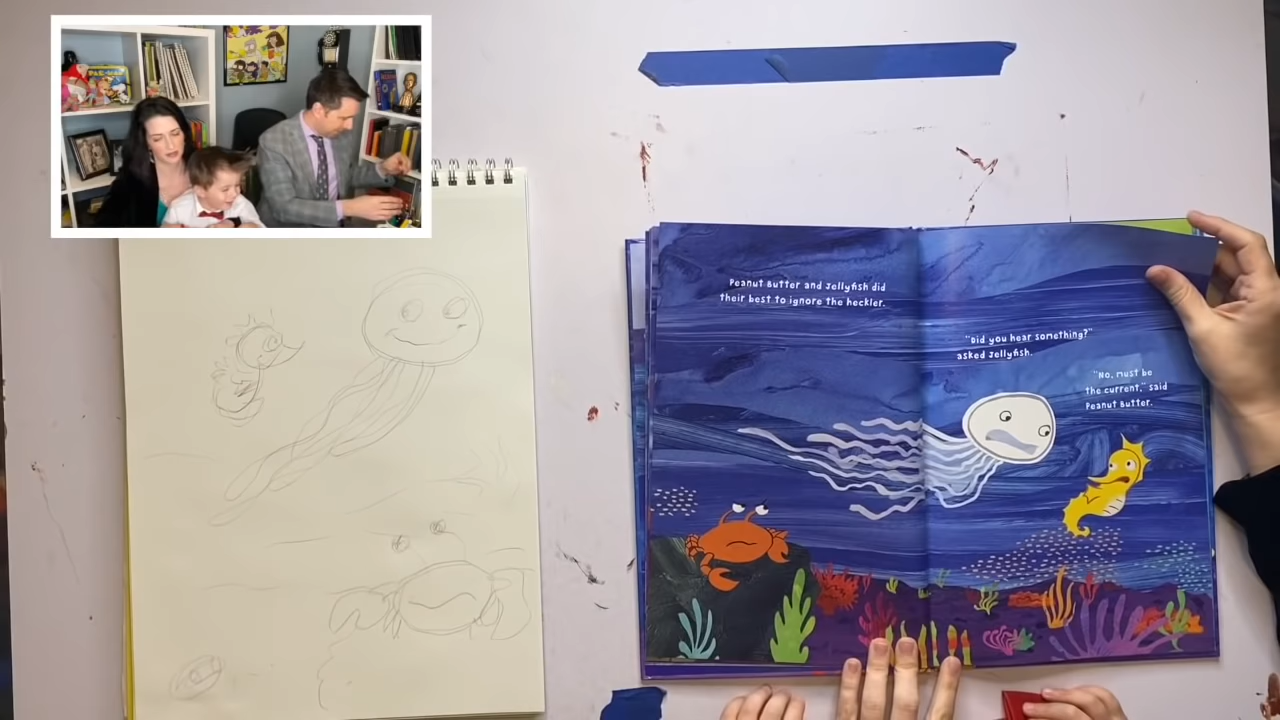 Peanut Butter and Jellyfish did
their best to ignore the heckler.
"Did you hear something?"
asked Jellyfish.
"No, must be
the current," said
Peanut Butter.